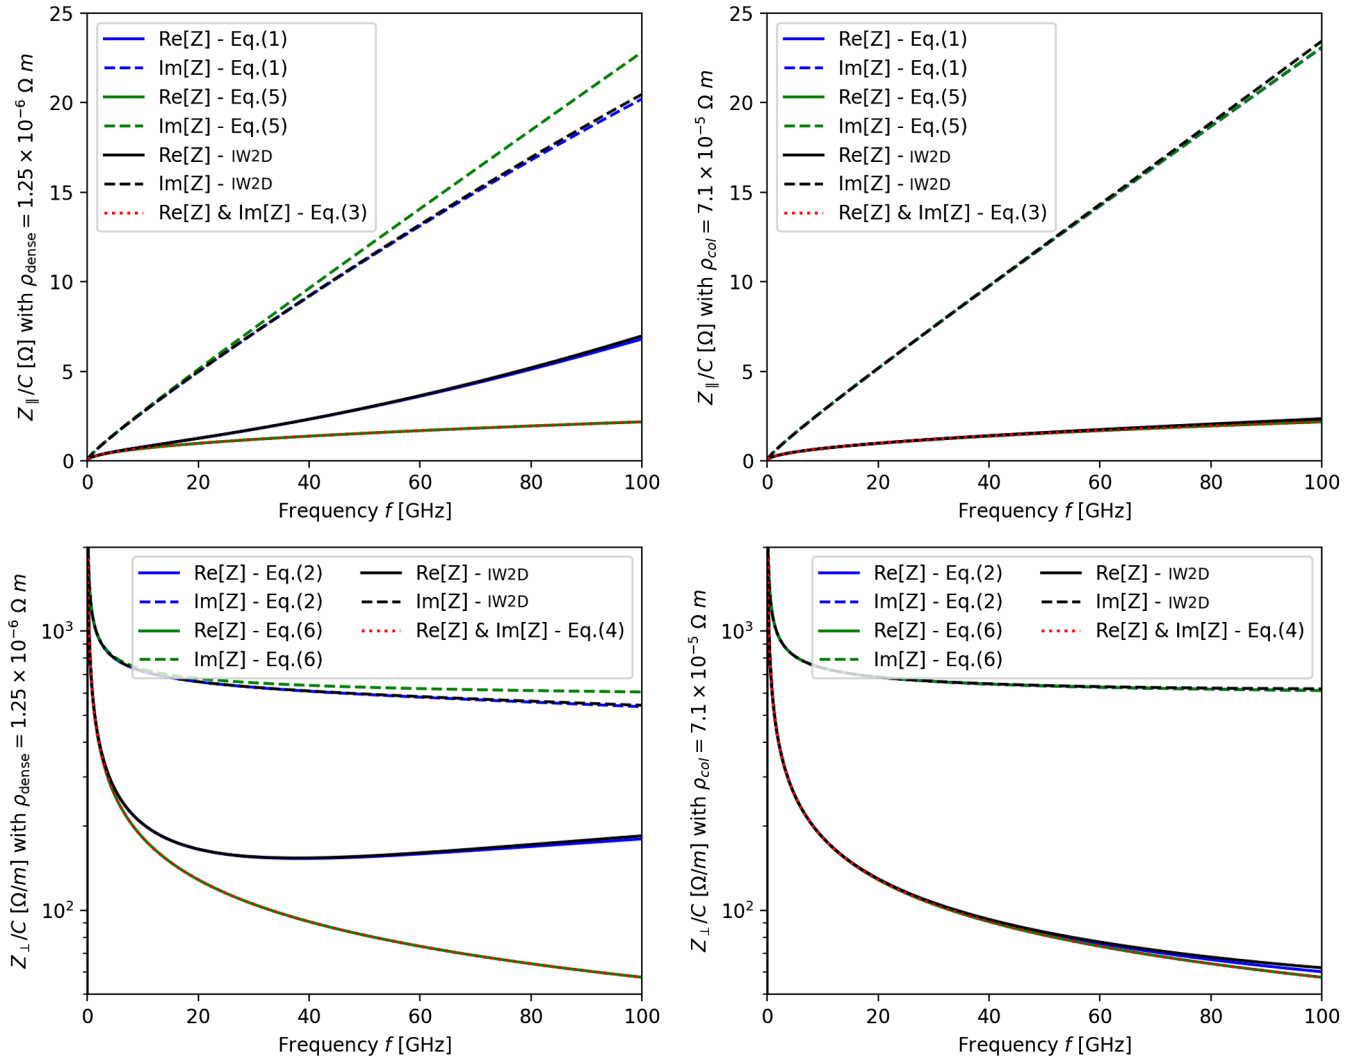 25
20
15
10
5
0
Z∥/C [Ω] with ρdense = 1.25 × 10⁻⁶ Ω m
Re[Z] - Eq.(1)
Im[Z] - Eq.(1)
Re[Z] - Eq.(5)
Im[Z] - Eq.(5)
Re[Z] - IW2D
Im[Z] - IW2D
Re[Z] & Im[Z] - Eq.(3)
0 20 40 60 80 100
Frequency f [GHz]
25
20
15
10
5
0
Z∥/C [Ω] with ρcol = 7.1 × 10⁻⁵ Ω m
Re[Z] - Eq.(1)
Im[Z] - Eq.(1)
Re[Z] - Eq.(5)
Im[Z] - Eq.(5)
Re[Z] - IW2D
Im[Z] - IW2D
Re[Z] & Im[Z] - Eq.(3)
0 20 40 60 80 100
Frequency f [GHz]
10³
10²
Z⊥/C [Ω/m] with ρdense = 1.25 × 10⁻⁶ Ω m
Re[Z] - Eq.(2)
Im[Z] - Eq.(2)
Re[Z] - Eq.(6)
Im[Z] - Eq.(6)
Re[Z] - IW2D
Im[Z] - IW2D
Re[Z] & Im[Z] - Eq.(4)
0 20 40 60 80 100
Frequency f [GHz]
10³
10²
Z⊥/C [Ω/m] with ρcol = 7.1 × 10⁻⁵ Ω m
Re[Z] - Eq.(2)
Im[Z] - Eq.(2)
Re[Z] - Eq.(6)
Im[Z] - Eq.(6)
Re[Z] - IW2D
Im[Z] - IW2D
Re[Z] & Im[Z] - Eq.(4)
0 20 40 60 80 100
Frequency f [GHz]